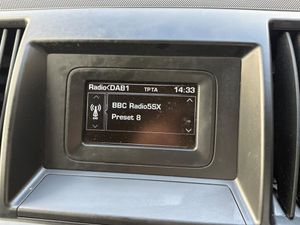 Radio<DAB1 TPTA 14:33
BBC Radio5SX
Preset 8